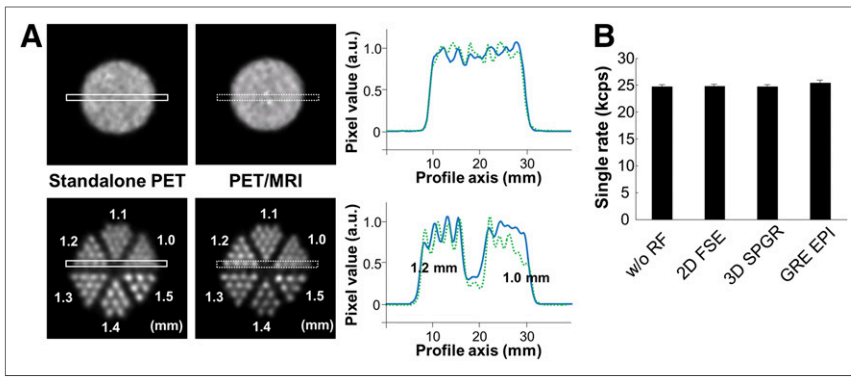 A
Standalone PET
PET/MRI
1.1
1.2
1.0
1.3
1.5
1.4
(mm)
1.1
1.2
1.0
1.3
1.5
1.4
(mm)
Pixel value (a.u.)
1.0
0.5
0
10 20 30
Profile axis (mm)
Pixel value (a.u.)
1.0
0.5
0
1.2 mm
1.0 mm
10 20 30
Profile axis (mm)
B
Single rate (kcps)
30
25
20
15
10
5
0
w/o RF
2D FSE
3D SPGR
GRE EPI